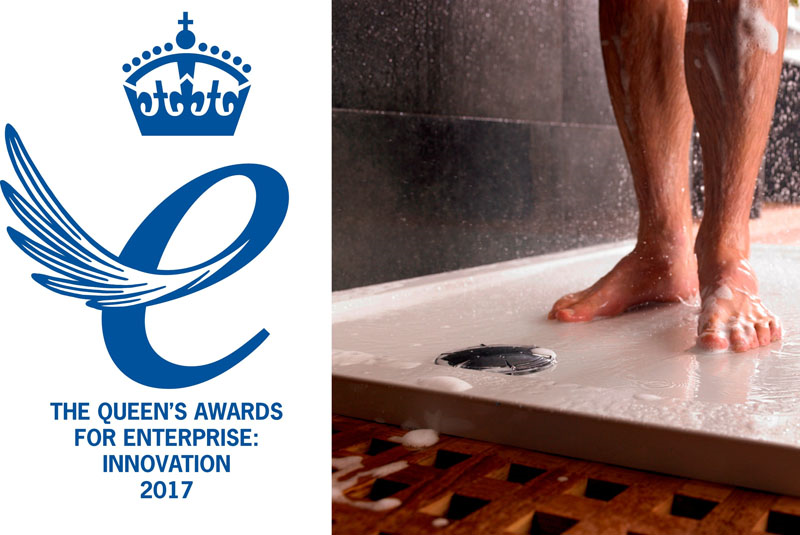 THE QUEEN'S AWARDS
FOR ENTERPRISE:
INNOVATION
2017